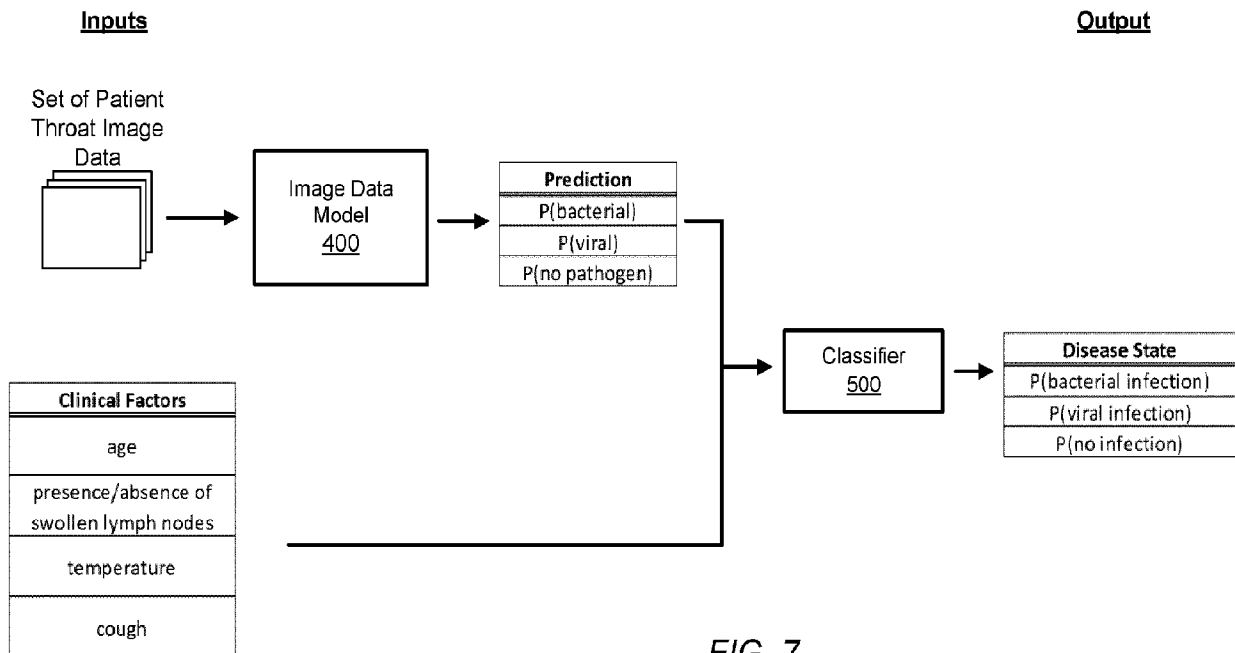 Inputs
Output
Set of Patient
Throat Image
Data
Image Data
Model
400
Prediction
P(bacterial)
P(viral)
P(no pathogen)
Classifier
500
Disease State
P(bacterial infection)
P(viral infection)
P(no infection)
Clinical Factors
age
presence/absence of
swollen lymph nodes
temperature
cough
FIG. 7